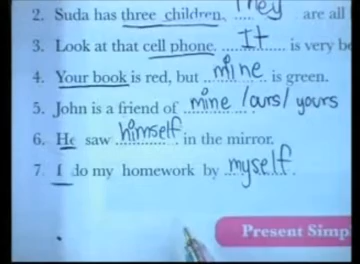 2. Suda has three children. They are all
3. Look at that cell phone. It is very be
4. Your book is red, but mine is green.
5. John is a friend of mine /ours/ yours
6. He saw himself in the mirror.
7. I do my homework by myself.
Present Simp